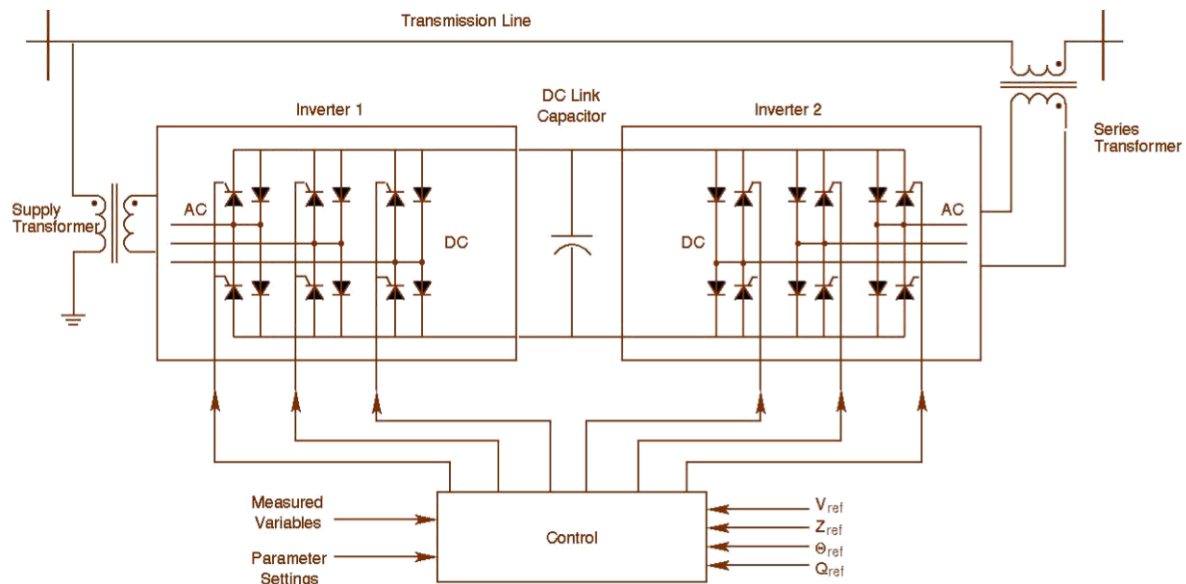 Transmission Line
Inverter 1
DC Link
Capacitor
Inverter 2
Series
Transformer
Supply
Transformer
AC
DC
DC
AC
Measured
Variables
Parameter
Settings
Control
Vref
Zref
Θref
Qref